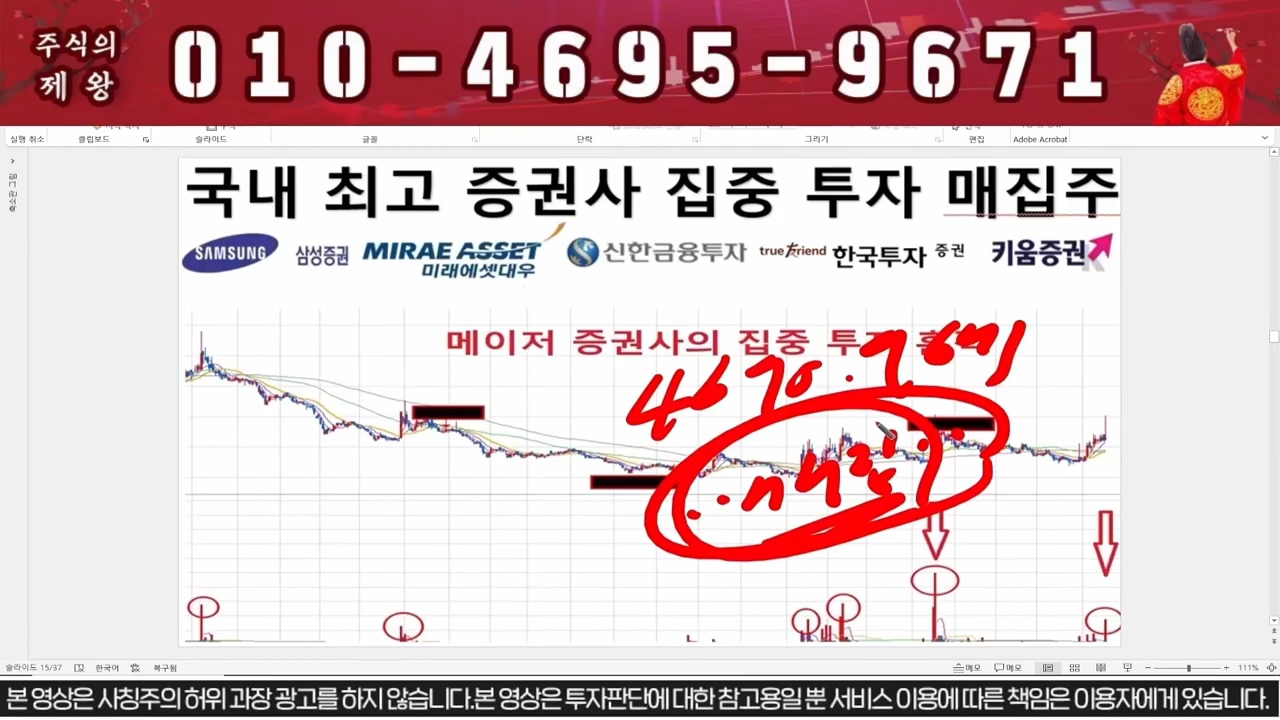 주식의
제 왕
010-4695-9671
실행 취소
클립보드
슬라이드
글꼴
단락
그리기
편집
Adobe Acrobat
국내 최고 증권사 집중 투자 매집주
SAMSUNG 삼성증권
MIRAE ASSET
미래에셋대우
신한금융투자
true friend 한국투자 증권
키움증권
메이저 증권사의 집중 투자
매집
슬라이드 15/37
한국어
복구됨
메모
메모
111%
본 영상은 사칭주의 허위 과장 광고를 하지 않습니다.본 영상은 투자판단에 대한 참고용일 뿐 서비스 이용에 따른 책임은 이용자에게 있습니다.